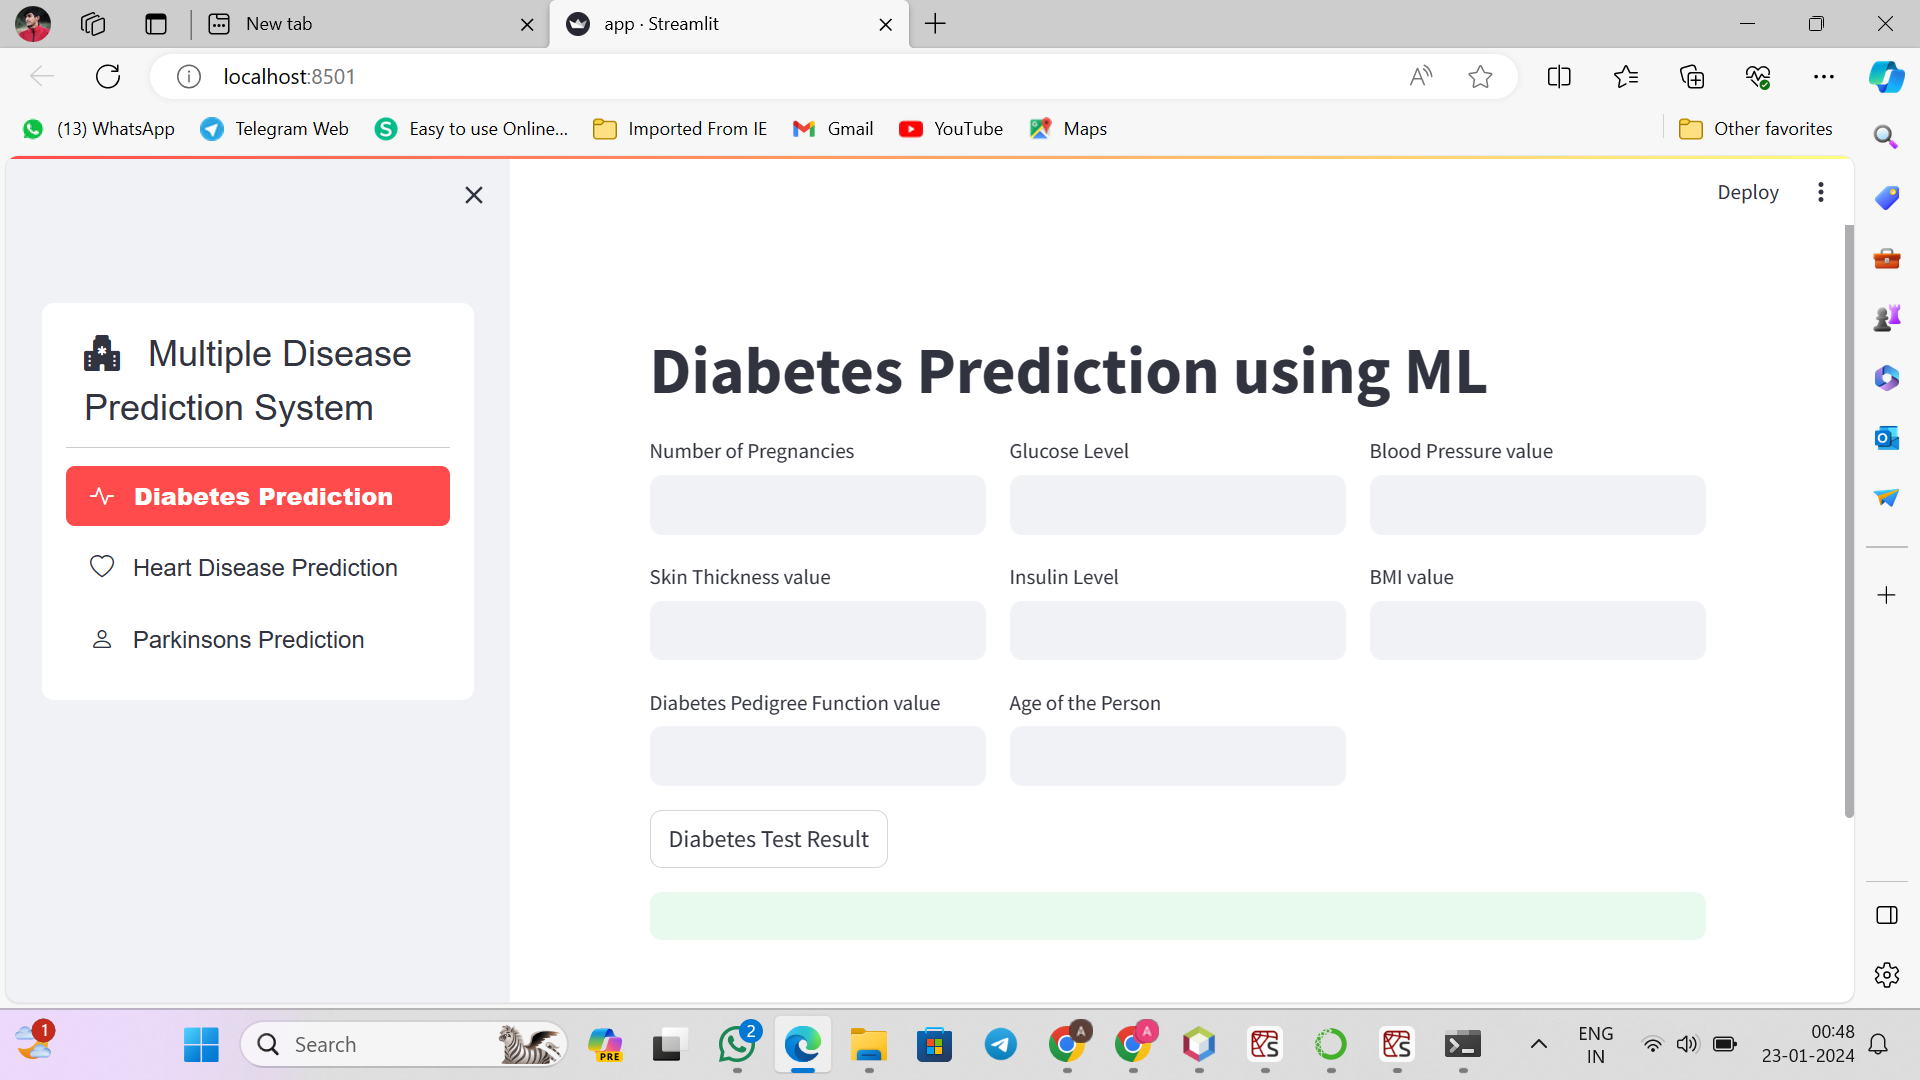 New tab
app · Streamlit
localhost:8501
(13) WhatsApp
Telegram Web
Easy to use Online...
Imported From IE
Gmail
YouTube
Maps
Other favorites
Deploy
Multiple Disease
Prediction System
Diabetes Prediction
Heart Disease Prediction
Parkinsons Prediction
Diabetes Prediction using ML
Number of Pregnancies
Glucose Level
Blood Pressure value
Skin Thickness value
Insulin Level
BMI value
Diabetes Pedigree Function value
Age of the Person
Diabetes Test Result
1
Search
PRE
2
A
A
ENG
IN
00:48
23-01-2024